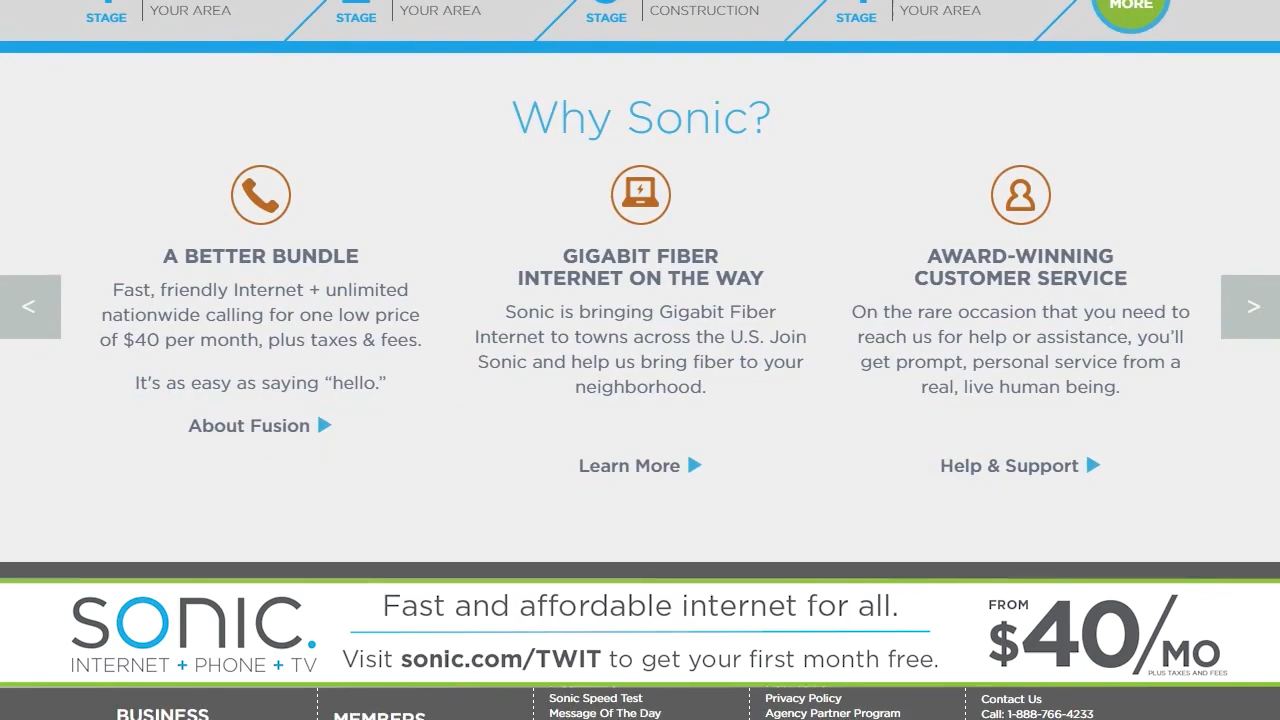 STAGE
YOUR AREA
STAGE
YOUR AREA
STAGE
CONSTRUCTION
STAGE
YOUR AREA
MORE
Why Sonic?
A BETTER BUNDLE
Fast, friendly Internet + unlimited
nationwide calling for one low price
of $40 per month, plus taxes & fees.
It's as easy as saying “hello.”
About Fusion
GIGABIT FIBER
INTERNET ON THE WAY
Sonic is bringing Gigabit Fiber
Internet to towns across the U.S. Join
Sonic and help us bring fiber to your
neighborhood.
Learn More
AWARD-WINNING
CUSTOMER SERVICE
On the rare occasion that you need to
reach us for help or assistance, you’ll
get prompt, personal service from a
real, live human being.
Help & Support
<
>
SONIC.
INTERNET + PHONE + TV
Fast and affordable internet for all.
Visit sonic.com/TWIT to get your first month free.
FROM
$40/MO
PLUS TAXES AND FEES
BUSINESS
MEMBERS
Sonic Speed Test
Message Of The Day
Privacy Policy
Agency Partner Program
Contact Us
Call: 1-888-766-4233